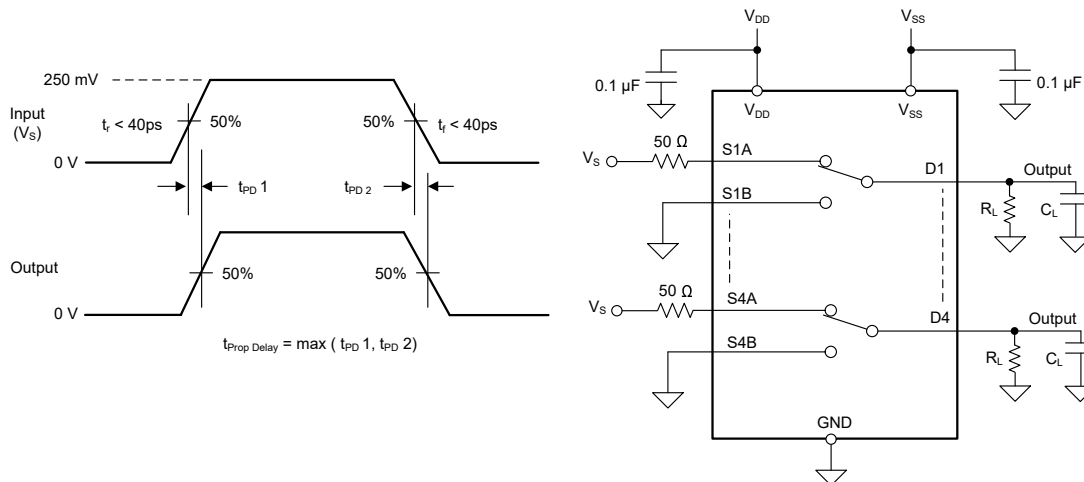 250 mV
Input
(VS)
tr < 40ps
50%
50%
tf < 40ps
0 V
tPD 1
tPD 2
Output
50%
50%
0 V
tProp Delay = max ( tPD 1, tPD 2)
VDD
VSS
0.1 µF
0.1 µF
VDD
VSS
50 Ω
VS
S1A
D1
Output
S1B
RL
CL
50 Ω
VS
S4A
D4
Output
S4B
RL
CL
GND